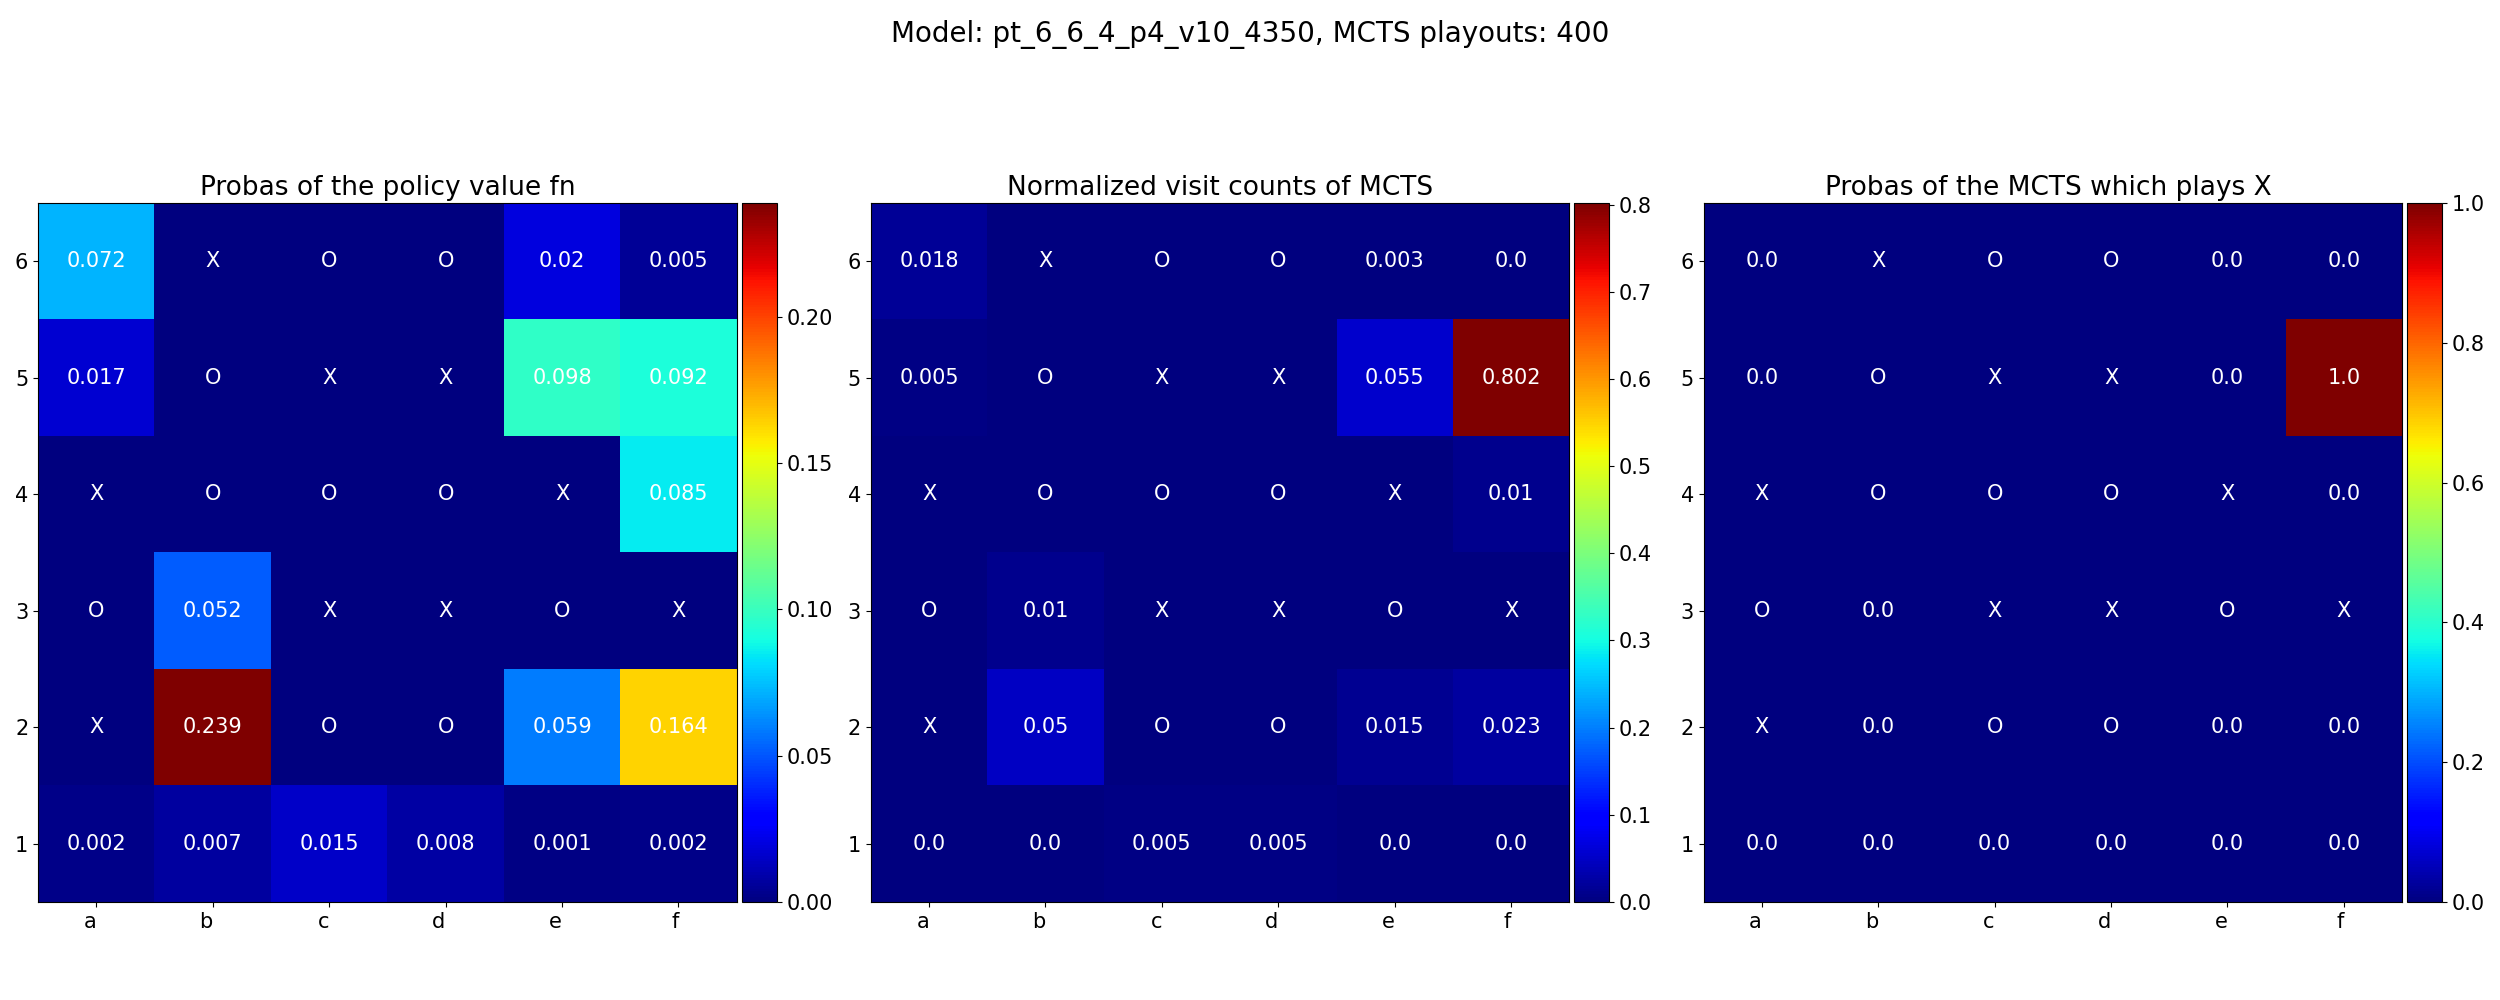 Model: pt_6_6_4_p4_v10_4350, MCTS playouts: 400
Probas of the policy value fn
6 0.072 X O O 0.02 0.005
5 0.017 O X X 0.098 0.092
4 X O O O X 0.085
3 O 0.052 X X O X
2 X 0.239 O O 0.059 0.164
1 0.002 0.007 0.015 0.008 0.001 0.002
a b c d e f
0.20
0.15
0.10
0.05
0.00
Normalized visit counts of MCTS
6 0.018 X O O 0.003 0.0
5 0.005 O X X 0.055 0.802
4 X O O O X 0.01
3 O 0.01 X X O X
2 X 0.05 O O 0.015 0.023
1 0.0 0.0 0.005 0.005 0.0 0.0
a b c d e f
0.8
0.7
0.6
0.5
0.4
0.3
0.2
0.1
0.0
Probas of the MCTS which plays X
6 0.0 X O O 0.0 0.0
5 0.0 O X X 0.0 1.0
4 X O O O X 0.0
3 O 0.0 X X O X
2 X 0.0 O O 0.0 0.0
1 0.0 0.0 0.0 0.0 0.0 0.0
a b c d e f
1.0
0.8
0.6
0.4
0.2
0.0